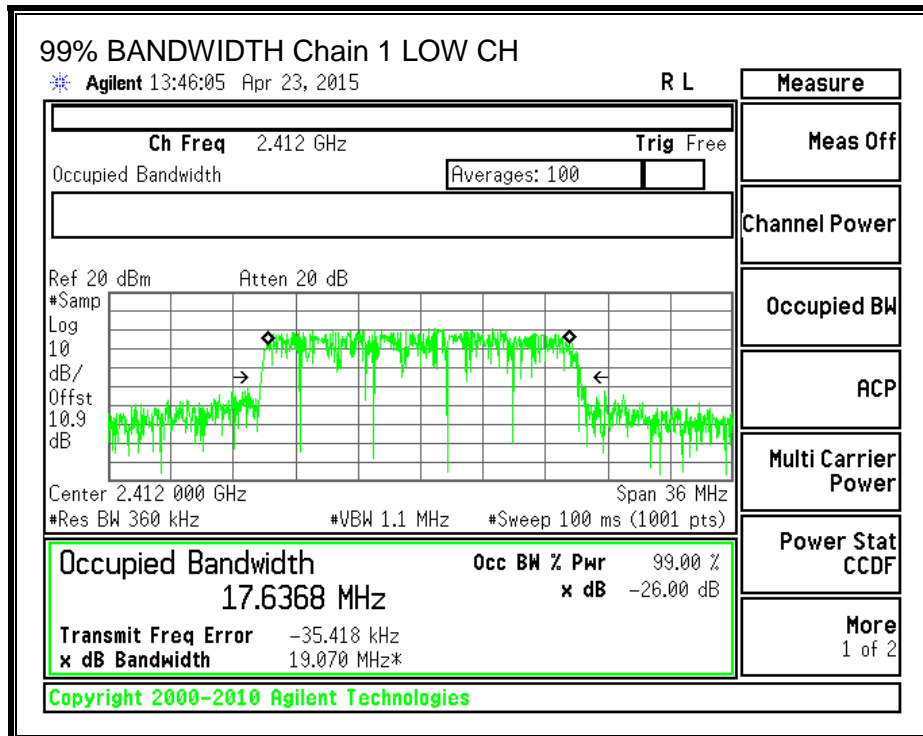 99% BANDWIDTH Chain 1 LOW CH
Agilent 13:46:05 Apr 23, 2015 R L
Measure
Ch Freq 2.412 GHz Trig Free
Occupied Bandwidth Averages: 100
Meas Off
Channel Power
Occupied BW
ACP
Multi Carrier
Power
Power Stat
CCDF
More
1 of 2
Ref 20 dBm Atten 20 dB
#Samp
Log
10
dB/
Offst
10.9
dB
Center 2.412 000 GHz Span 36 MHz
#Res BW 360 kHz #VBW 1.1 MHz #Sweep 100 ms (1001 pts)
Occupied Bandwidth Occ BW % Pwr 99.00 %
17.6368 MHz x dB -26.00 dB
Transmit Freq Error -35.418 kHz
x dB Bandwidth 19.070 MHz*
Copyright 2000-2010 Agilent Technologies